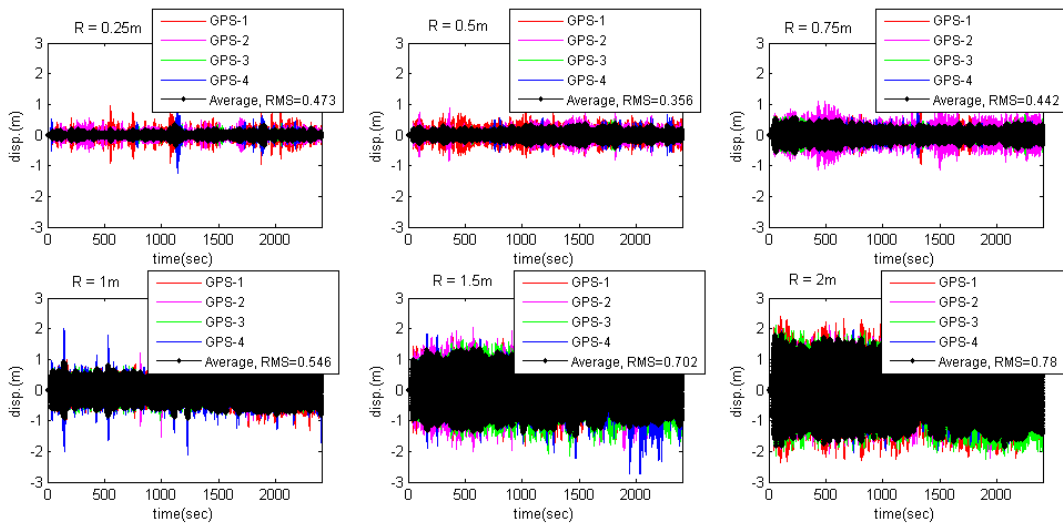 R = 0.25m
GPS-1
GPS-2
GPS-3
GPS-4
Average, RMS=0.473
3
2
1
0
-1
-2
-3
disp.(m)
0 500 1000 1500 2000
time(sec)
R = 0.5m
GPS-1
GPS-2
GPS-3
GPS-4
Average, RMS=0.356
3
2
1
0
-1
-2
-3
disp.(m)
0 500 1000 1500 2000
time(sec)
R = 0.75m
GPS-1
GPS-2
GPS-3
GPS-4
Average, RMS=0.442
3
2
1
0
-1
-2
-3
disp.(m)
0 500 1000 1500 2000
time(sec)
R = 1m
GPS-1
GPS-2
GPS-3
GPS-4
Average, RMS=0.546
3
2
1
0
-1
-2
-3
disp.(m)
0 500 1000 1500 2000
time(sec)
R = 1.5m
GPS-1
GPS-2
GPS-3
GPS-4
Average, RMS=0.702
3
2
1
0
-1
-2
-3
disp.(m)
0 500 1000 1500 2000
time(sec)
R = 2m
GPS-1
GPS-2
GPS-3
GPS-4
Average, RMS=0.78
3
2
1
0
-1
-2
-3
disp.(m)
0 500 1000 1500 2000
time(sec)